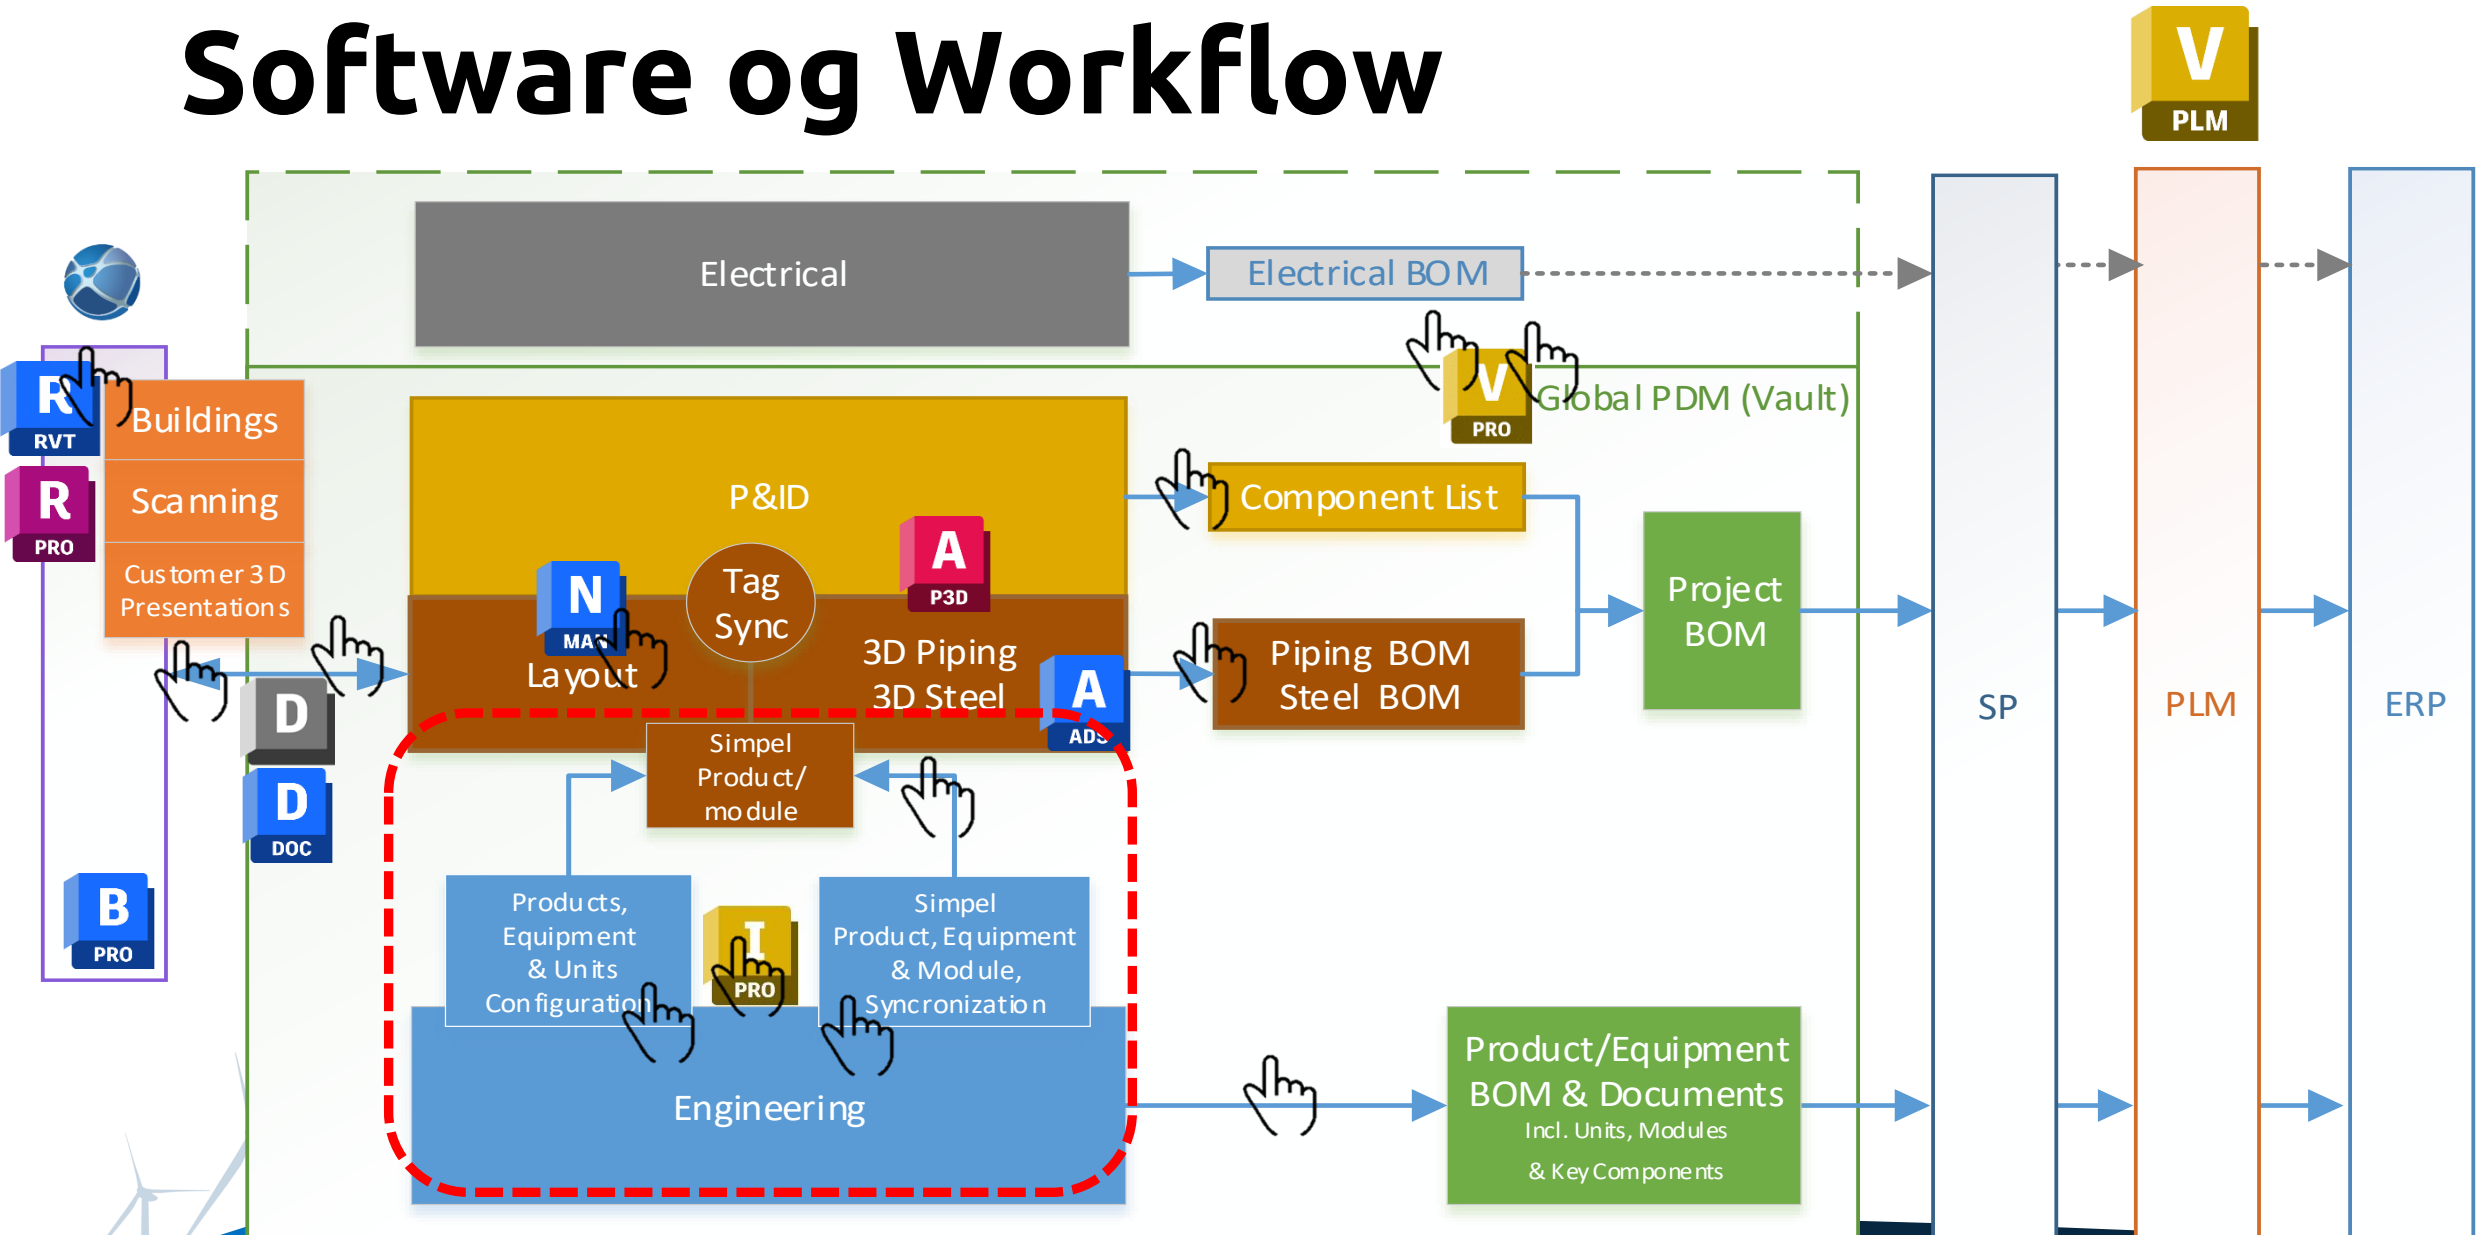 Software og Workflow
V
PLM
Electrical
Electrical BOM
R
RVT
Buildings
V
PRO
Global PDM (Vault)
R
PRO
Scanning
Customer 3D
Presentations
P&ID
Component List
N
MAN
Tag
Sync
A
P3D
Layout
3D Piping
3D Steel
A
ADS
Piping BOM
Steel BOM
Project
BOM
SP
PLM
ERP
D
D
DOC
Simpel
Product/
module
B
PRO
Products,
Equipment
& Units
Configuration
I
PRO
Simpel
Product, Equipment
& Module,
Syncronization
Engineering
Product/Equipment
BOM & Documents
Incl. Units, Modules
& Key Components